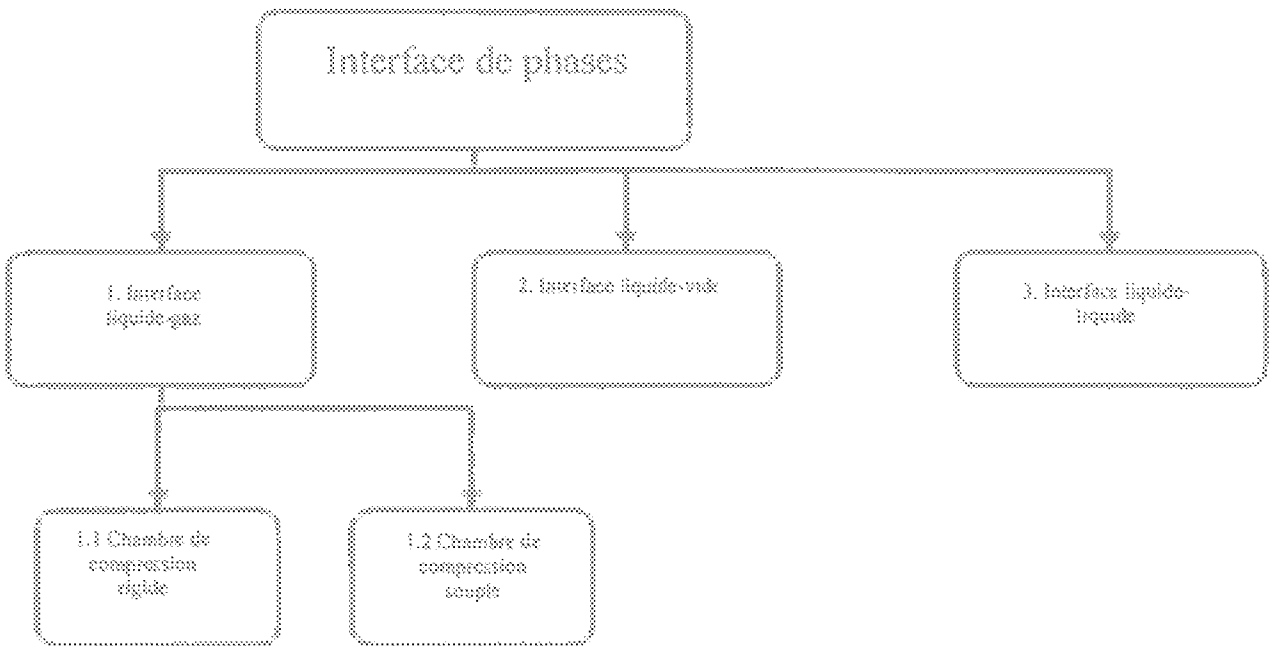 Interface de phases
1. Interface
liquide-gaz
2. Interface liquide-vide
3. Interface liquide-
liquide
1.1 Chambre de
compression
rigide
1.2 Chambre de
compression
souple